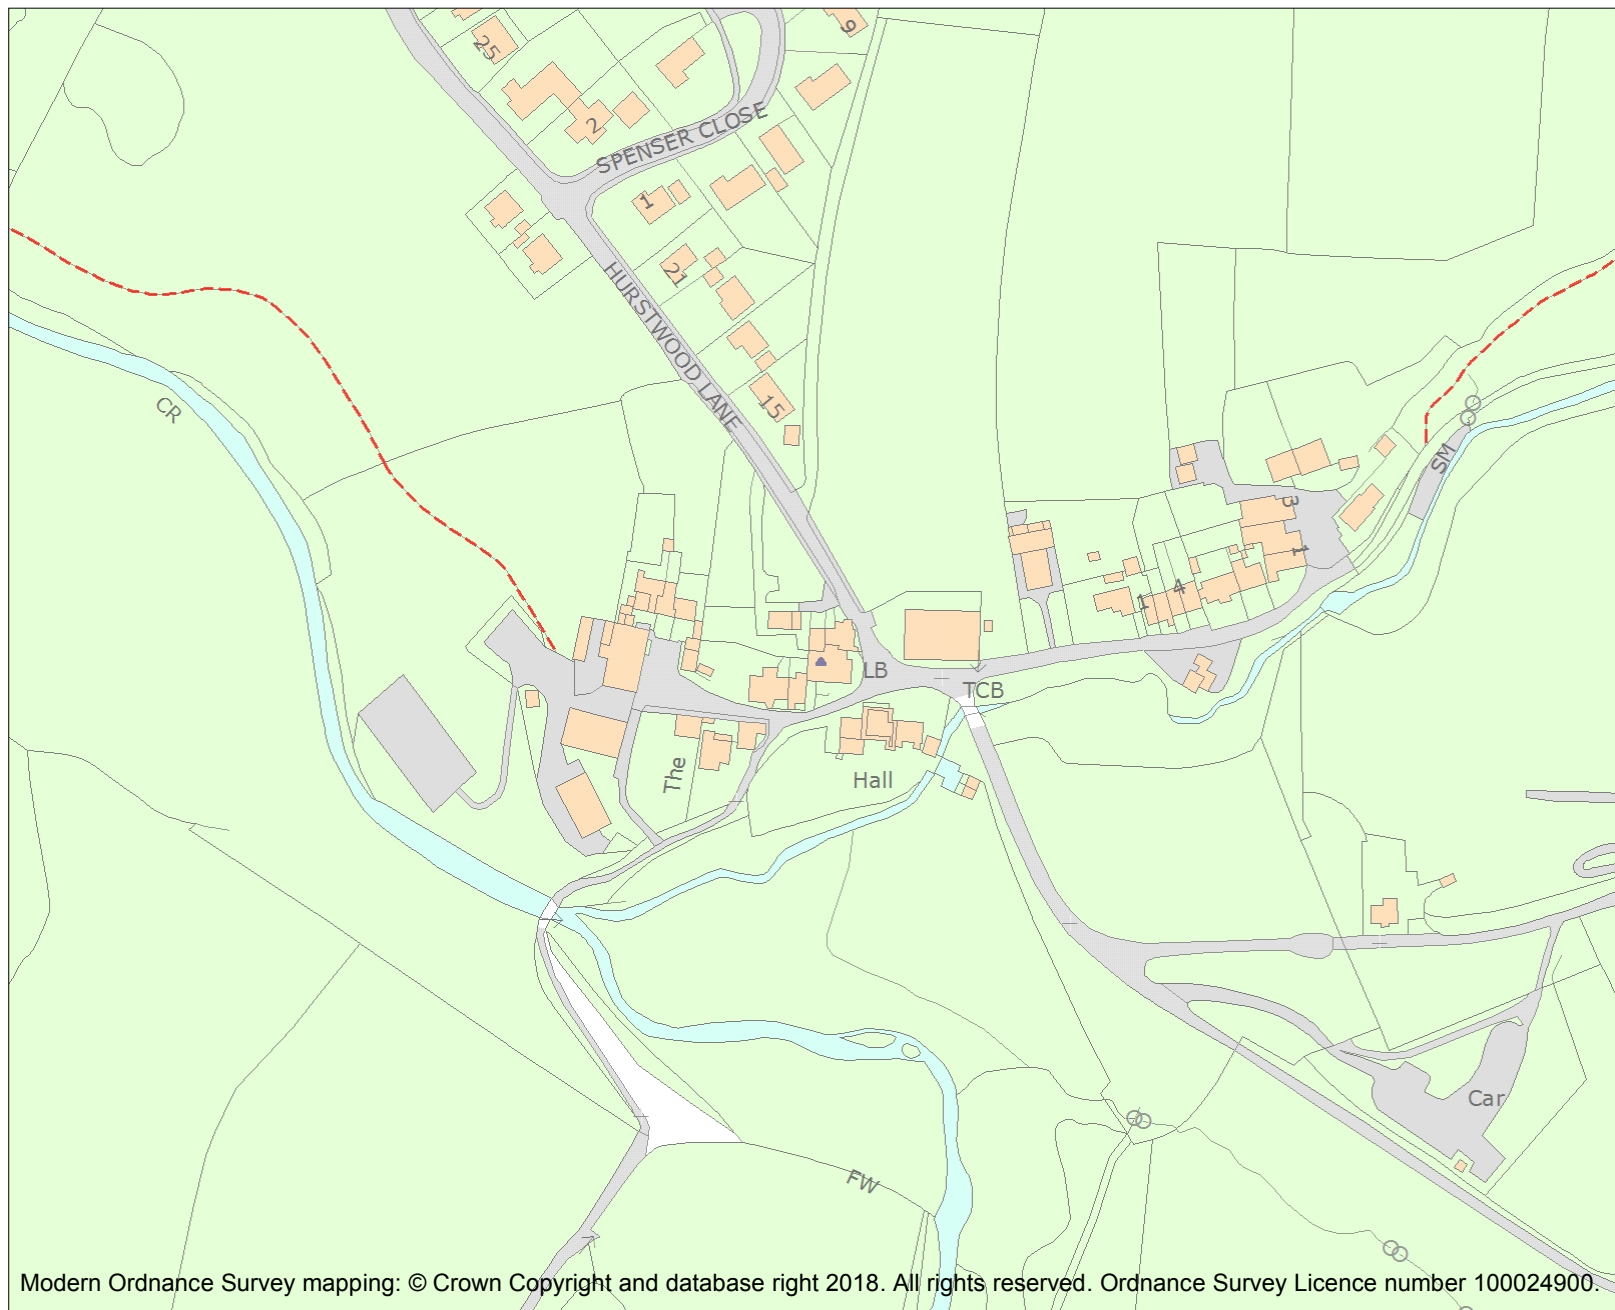 9
25
2
SPENSER CLOSE
1
21
HURSTWOOD LANE
15
CR
SM
3
1
4
1
LB
TCB
The
Hall
Car
FW
Modern Ordnance Survey mapping: © Crown Copyright and database right 2018. All rights reserved. Ordnance Survey Licence number 100024900.